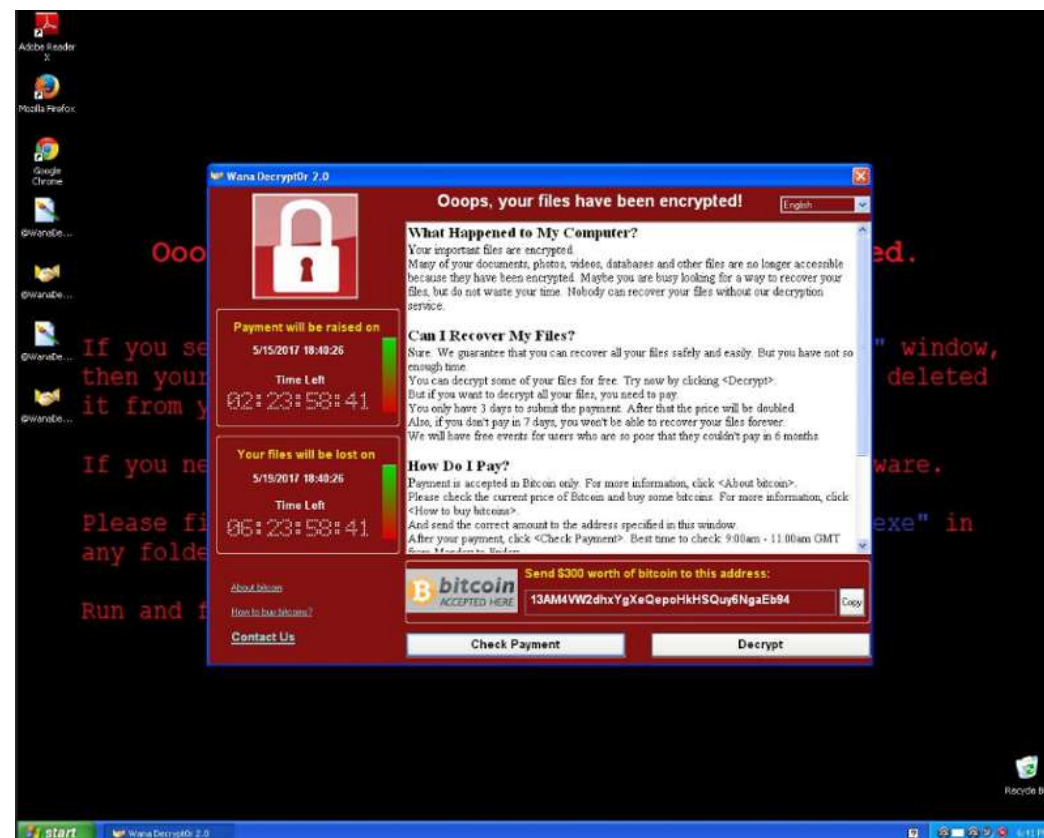 Adobe Reader
X
Mozilla Firefox
Google
Chrome
@WanaDe...
@WanaDe...
@WanaDe...
@WanaDe...
Ooo
ed.
If you se
" window,
then your
deleted
it from y
If you ne
ware.
Please fi
exe" in
any folde
Run and f
Wana Decrypt0r 2.0
Ooops, your files have been encrypted!
English
Payment will be raised on
5/15/2017 18:40:26
Time Left
02:23:58:41
Your files will be lost on
5/19/2017 18:40:26
Time Left
06:23:58:41
About bitcoin
How to buy bitcoins?
Contact Us
What Happened to My Computer?
Your important files are encrypted.
Many of your documents, photos, videos, databases and other files are no longer accessible
because they have been encrypted. Maybe you are busy looking for a way to recover your
files, but do not waste your time. Nobody can recover your files without our decryption
service.
Can I Recover My Files?
Sure. We guarantee that you can recover all your files safely and easily. But you have not so
enough time.
You can decrypt some of your files for free. Try now by clicking <Decrypt>.
But if you want to decrypt all your files, you need to pay.
You only have 3 days to submit the payment. After that the price will be doubled.
Also, if you don't pay in 7 days, you won't be able to recover your files forever.
We will have free events for users who are so poor that they couldn't pay in 6 months.
How Do I Pay?
Payment is accepted in Bitcoin only. For more information, click <About bitcoin>.
Please check the current price of Bitcoin and buy some bitcoins. For more information, click
<How to buy bitcoins>.
And send the correct amount to the address specified in this window.
After your payment, click <Check Payment>. Best time to check: 9:00am - 11:00am GMT
from Monday to Friday.
bitcoin
ACCEPTED HERE
Send $300 worth of bitcoin to this address:
13AM4VW2dhxYgXeQepoHkHSQuy6NgaEb94
Copy
Check Payment
Decrypt
Recycle B
start
Wana Decrypt0r 2.0
6:41 P